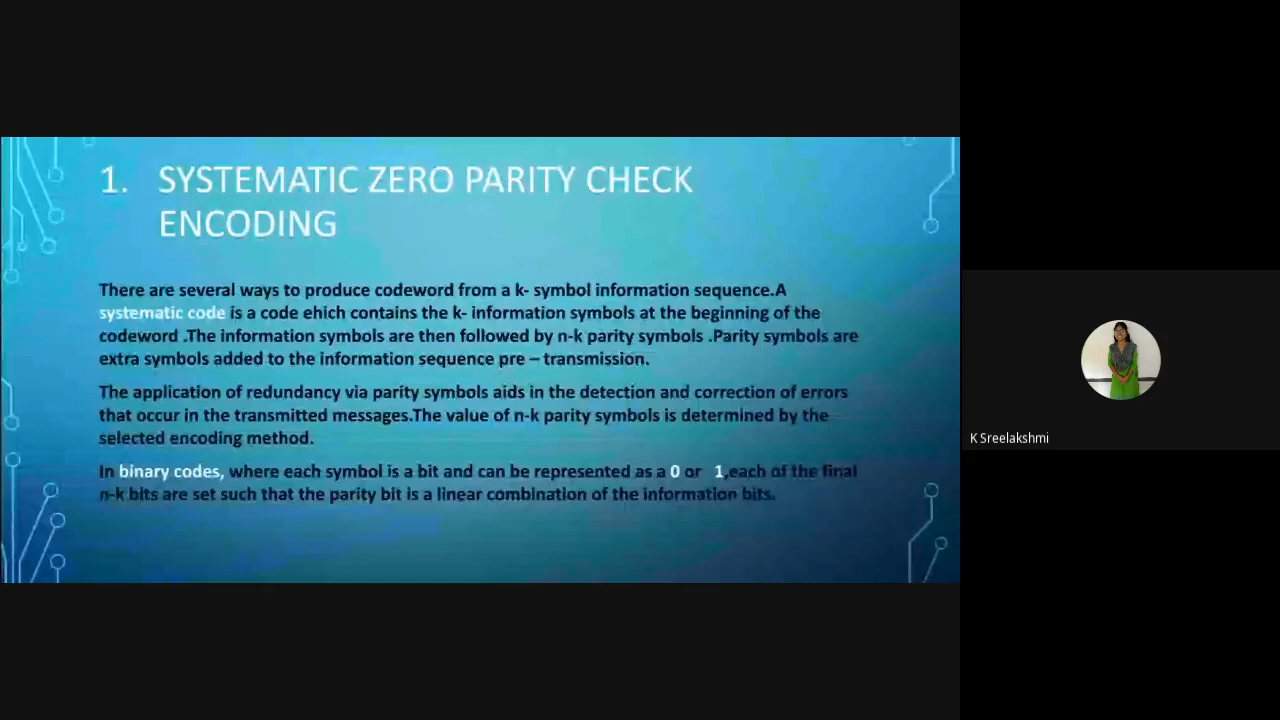 1. SYSTEMATIC ZERO PARITY CHECK
ENCODING
There are several ways to produce codeword from a k- symbol information sequence.A
systematic code is a code ehich contains the k- information symbols at the beginning of the
codeword .The information symbols are then followed by n-k parity symbols .Parity symbols are
extra symbols added to the information sequence pre – transmission.
The application of redundancy via parity symbols aids in the detection and correction of errors
that occur in the transmitted messages.The value of n-k parity symbols is determined by the
selected encoding method.
In binary codes, where each symbol is a bit and can be represented as a 0 or 1,each of the final
n-k bits are set such that the parity bit is a linear combination of the information bits.
K Sreelakshmi